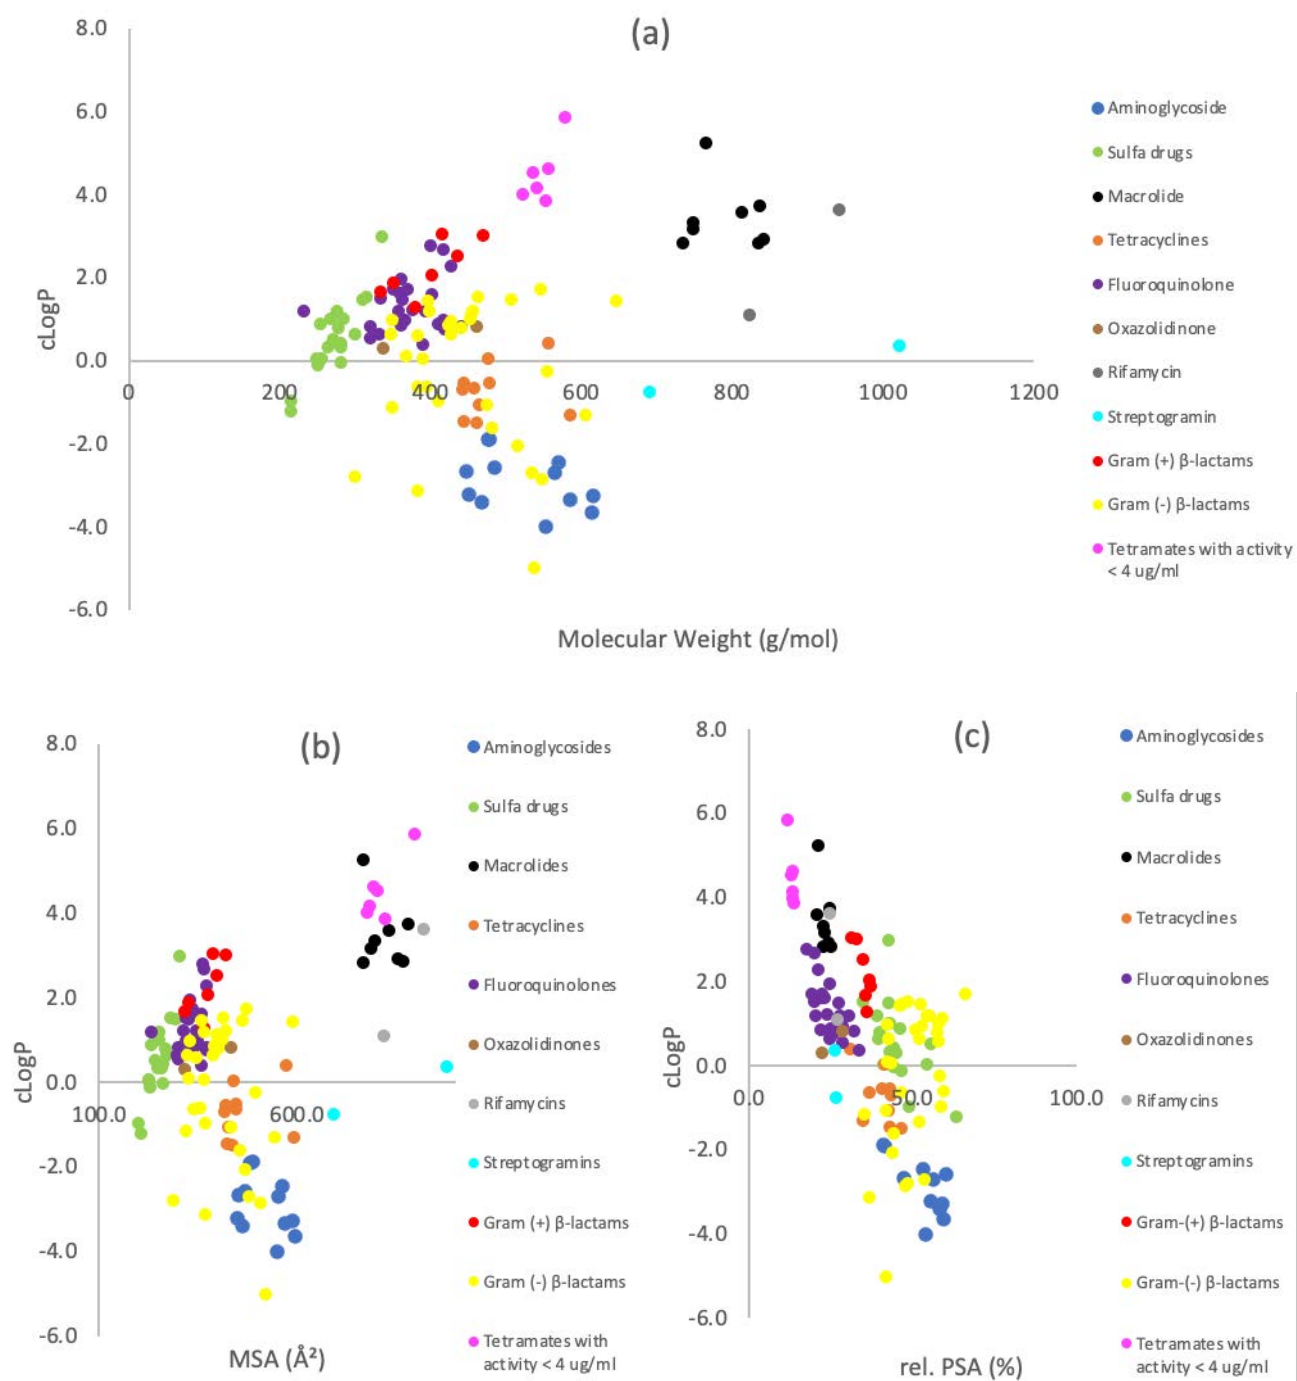 (a)
8.0
6.0
4.0
2.0
0.0
-2.0
-4.0
-6.0
cLogP
0
200
400
600
800
1000
1200
Molecular Weight (g/mol)
Aminoglycoside
Sulfa drugs
Macrolide
Tetracyclines
Fluoroquinolone
Oxazolidinone
Rifamycin
Streptogramin
Gram (+) β-lactams
Gram (-) β-lactams
Tetramates with activity
< 4 ug/ml
(b)
8.0
6.0
4.0
2.0
0.0
-2.0
-4.0
-6.0
cLogP
100.0
600.0
MSA (Å²)
Aminoglycosides
Sulfa drugs
Macrolides
Tetracyclines
Fluoroquinolones
Oxazolidinones
Rifamycins
Streptogramins
Gram (+) β-lactams
Gram (-) β-lactams
Tetramates with
activity < 4 ug/ml
(c)
8.0
6.0
4.0
2.0
0.0
-2.0
-4.0
-6.0
cLogP
0.0
50.0
100.0
rel. PSA (%)
Aminoglycosides
Sulfa drugs
Macrolides
Tetracyclines
Fluoroquinolones
Oxazolidinones
Rifamycins
Streptogramins
Gram-(+) β-lactams
Gram-(-) β-lactams
Tetramates with
activity < 4 ug/ml